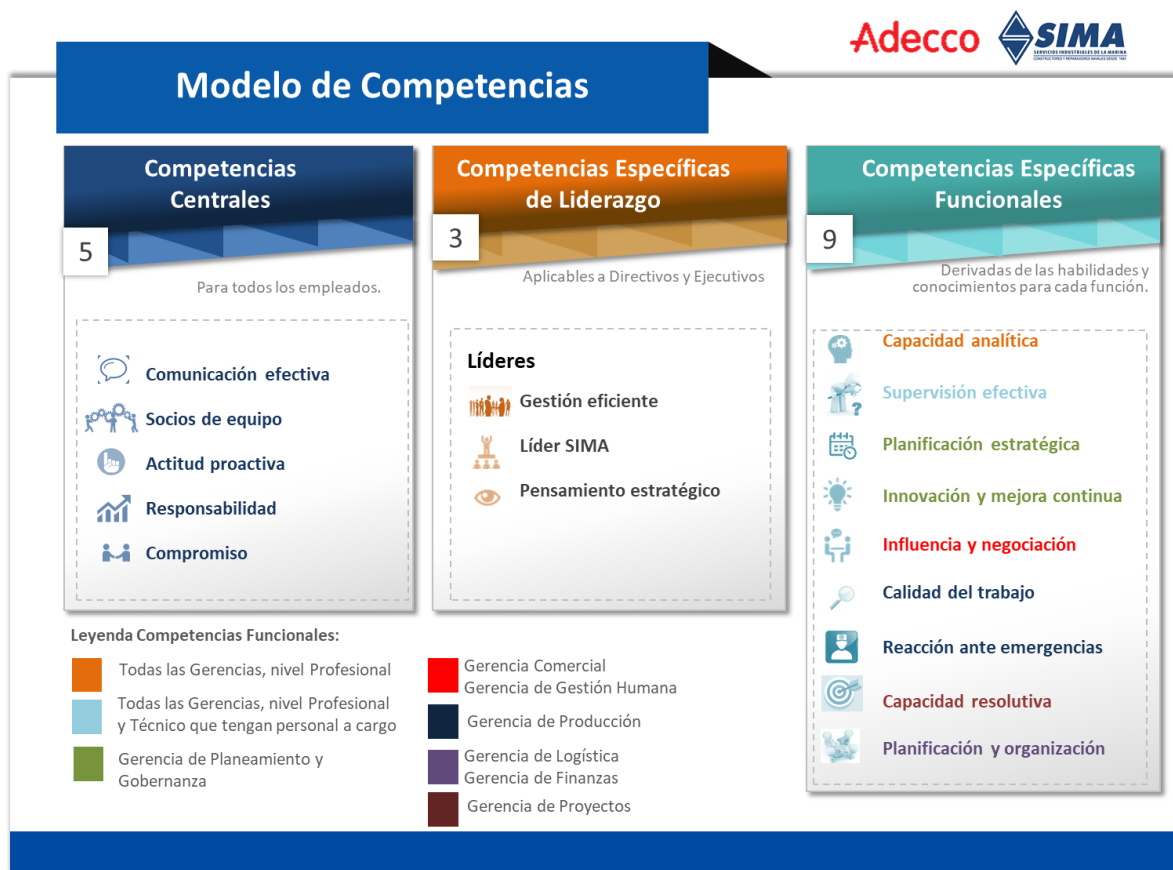 Adecco
SIMA
SERVICIOS INDUSTRIALES DE LA MARINA
CONSTRUCTORES Y REPARADORES NAVALES DESDE
Modelo de Competencias
Competencias
Centrales
5
Para todos los empleados.
Comunicación efectiva
Socios de equipo
Actitud proactiva
Responsabilidad
Compromiso
Competencias Específicas
de Liderazgo
3
Aplicables a Directivos y Ejecutivos
Líderes
Gestión eficiente
Líder SIMA
Pensamiento estratégico
Competencias Específicas
Funcionales
9
Derivadas de las habilidades y
conocimientos para cada función.
Capacidad analítica
Supervisión efectiva
?
Planificación estratégica
Innovación y mejora continua
Influencia y negociación
Calidad del trabajo
Reacción ante emergencias
Capacidad resolutiva
Planificación y organización
Leyenda Competencias Funcionales:
Todas las Gerencias, nivel Profesional
Todas las Gerencias, nivel Profesional
y Técnico que tengan personal a cargo
Gerencia de Planeamiento y
Gobernanza
Gerencia Comercial
Gerencia de Gestión Humana
Gerencia de Producción
Gerencia de Logística
Gerencia de Finanzas
Gerencia de Proyectos